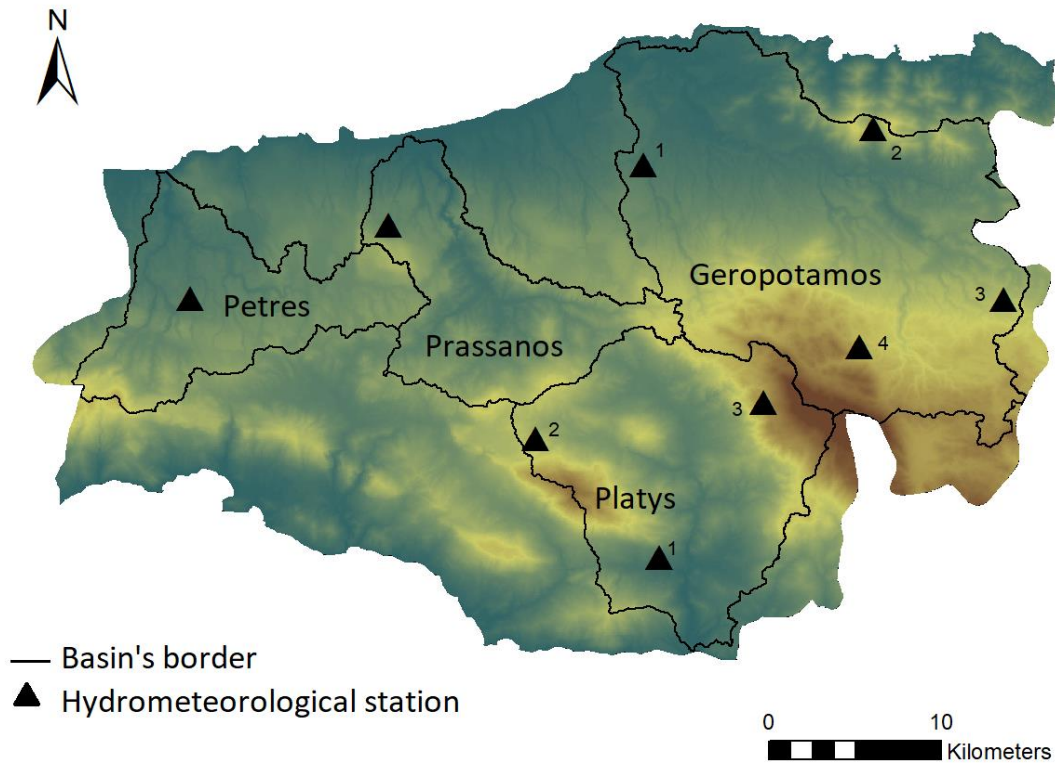 N
1
2
Geropotamos
3
Petres
4
Prassanos
3
2
Platys
1
Basin's border
Hydrometeorological station
0 10
Kilometers